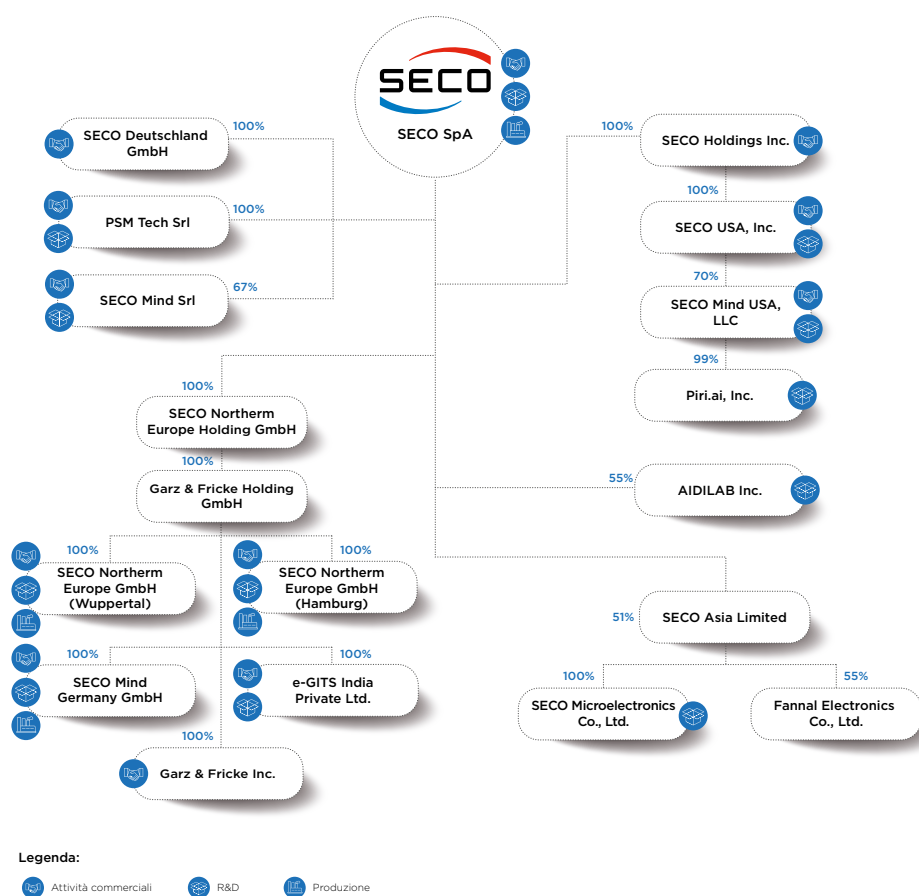 SECO
SECO SpA
100%
SECO Deutschland
GmbH
100%
PSM Tech Srl
67%
SECO Mind Srl
100%
SECO Holdings Inc.
100%
SECO USA, Inc.
70%
SECO Mind USA,
LLC
99%
Piri.ai, Inc.
55%
AIDILAB Inc.
100%
SECO Northerm
Europe Holding GmbH
100%
Garz & Fricke Holding
GmbH
100%
SECO Northerm
Europe GmbH
(Wuppertal)
100%
SECO Northerm
Europe GmbH
(Hamburg)
100%
SECO Mind
Germany GmbH
100%
e-GITS India
Private Ltd.
100%
Garz & Fricke Inc.
51%
SECO Asia Limited
100%
SECO Microelectronics
Co., Ltd.
55%
Fannal Electronics
Co., Ltd.
Legenda:
Attività commerciali
R&D
Produzione